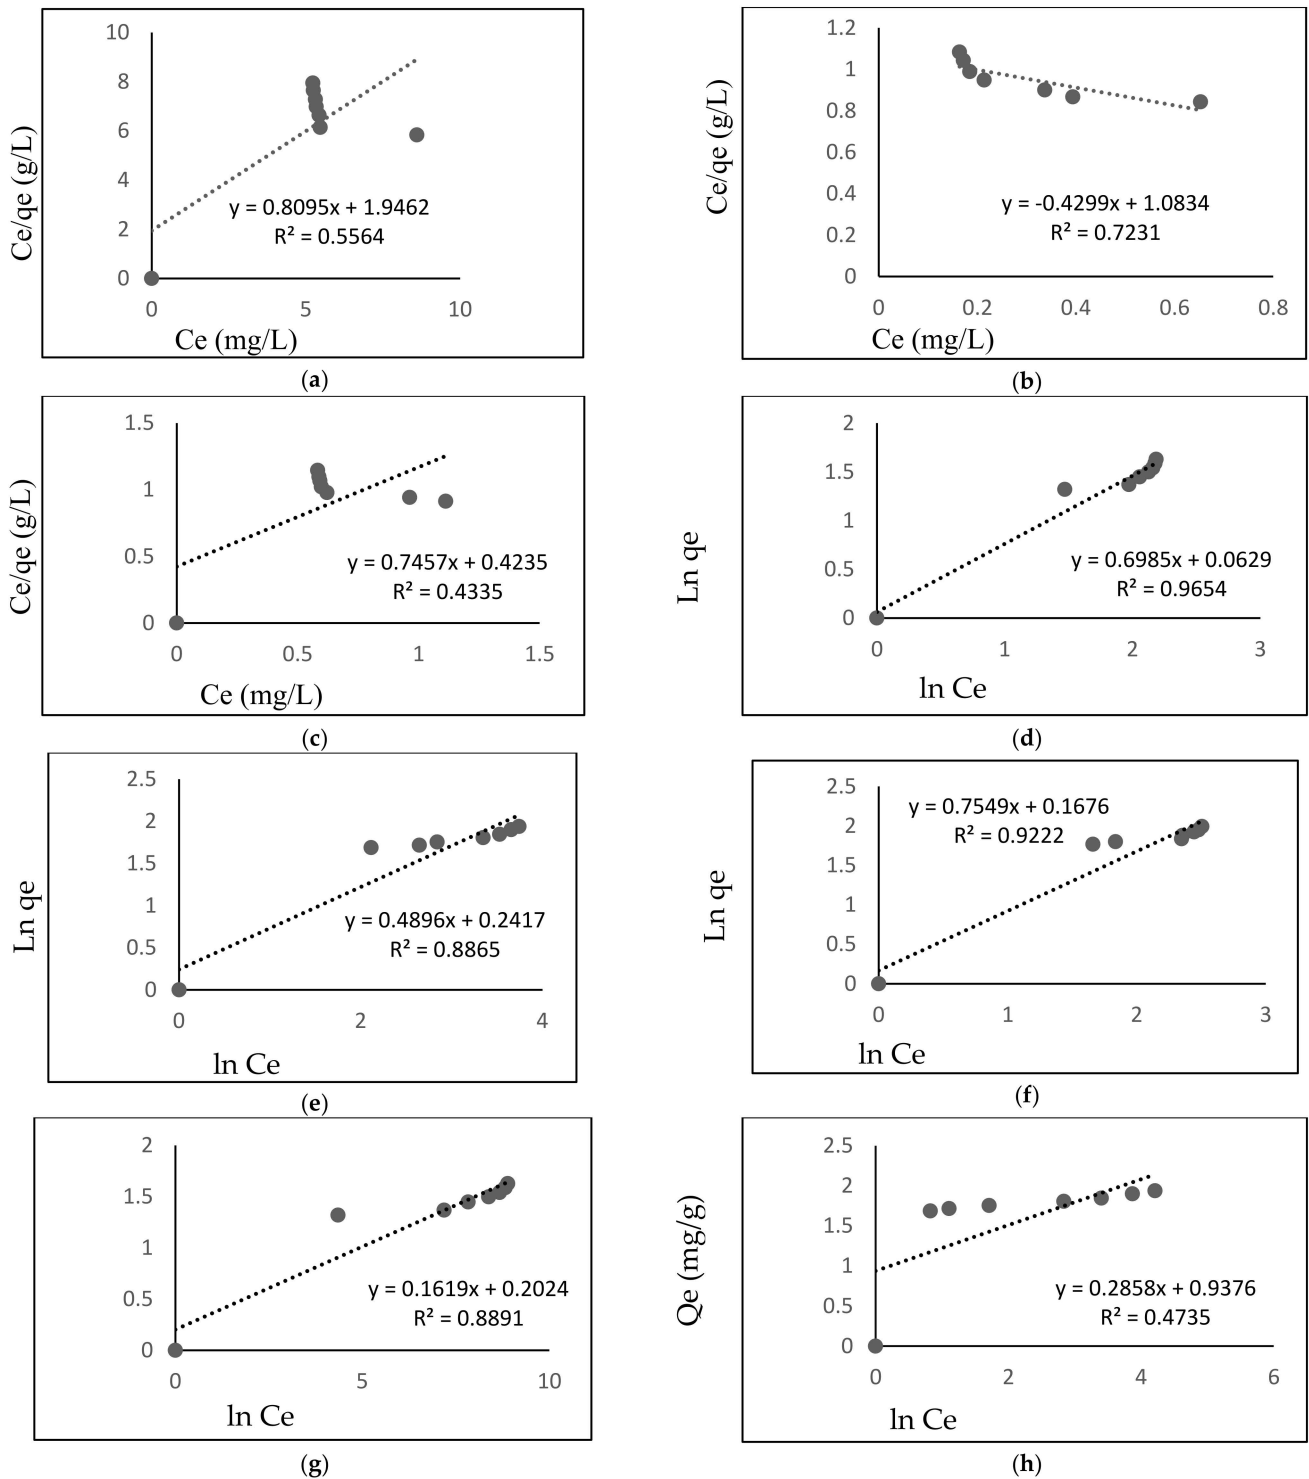 10
8
6
4
2
0
Ce/qe (g/L)
y = 0.8095x + 1.9462
R² = 0.5564
0 5 10
Ce (mg/L)
(a)
1.2
1
0.8
0.6
0.4
0.2
0
Ce/qe (g/L)
y = -0.4299x + 1.0834
R² = 0.7231
0 0.2 0.4 0.6 0.8
Ce (mg/L)
(b)
1.5
1
0.5
0
Ce/qe (g/L)
y = 0.7457x + 0.4235
R² = 0.4335
0 0.5 1 1.5
Ce (mg/L)
(c)
2
1.5
1
0.5
0
Ln qe
y = 0.6985x + 0.0629
R² = 0.9654
0 1 2 3
ln Ce
(d)
2.5
2
1.5
1
0.5
0
Ln qe
y = 0.4896x + 0.2417
R² = 0.8865
0 2 4
ln Ce
(e)
2.5
2
1.5
1
0.5
0
Ln qe
y = 0.7549x + 0.1676
R² = 0.9222
0 1 2 3
ln Ce
(f)
2
1.5
1
0.5
0
y = 0.1619x + 0.2024
R² = 0.8891
0 5 10
ln Ce
(g)
2.5
2
1.5
1
0.5
0
Qe (mg/g)
y = 0.2858x + 0.9376
R² = 0.4735
0 2 4 6
ln Ce
(h)